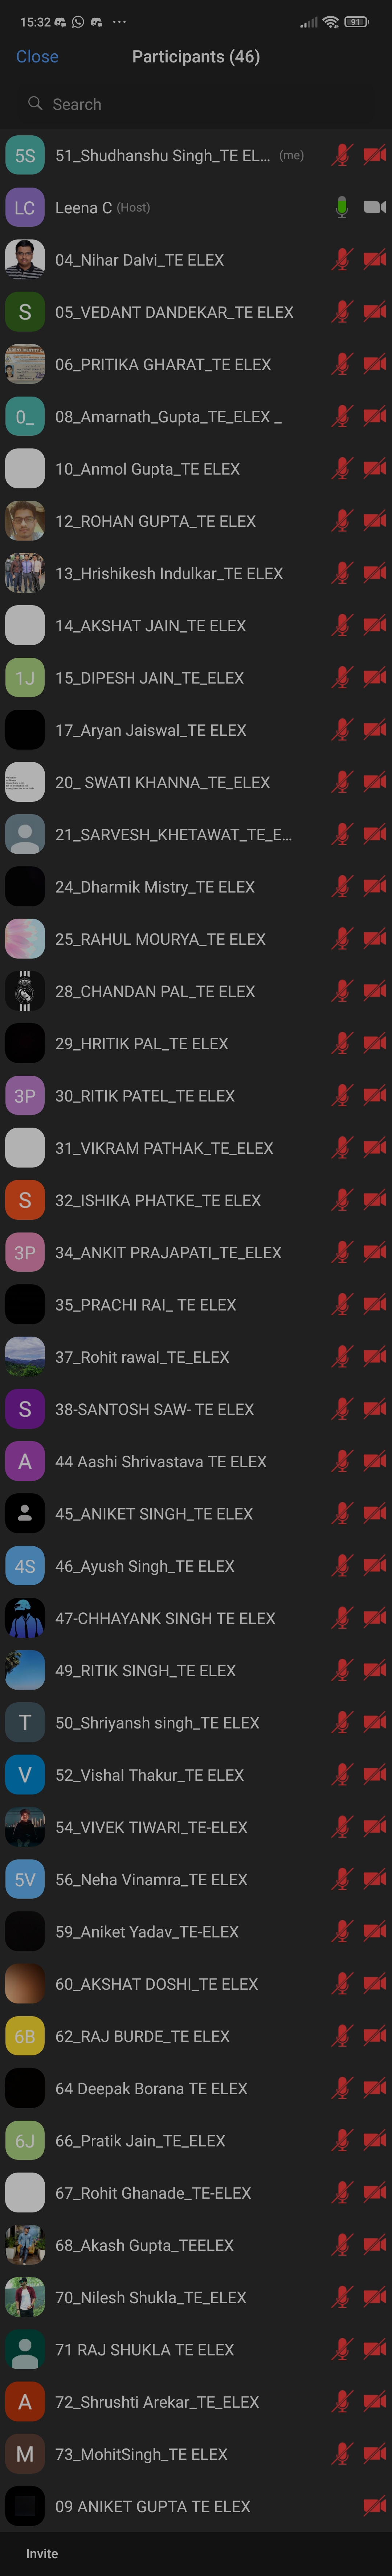 15:32 ... 91
Close Participants (46)
Search
5S 51_Shudhanshu Singh_TE EL... (me)
LC Leena C (Host)
04_Nihar Dalvi_TE ELEX
S 05_VEDANT DANDEKAR_TE ELEX
06_PRITIKA GHARAT_TE ELEX
0_ 08_Amarnath_Gupta_TE_ELEX _
10_Anmol Gupta_TE ELEX
12_ROHAN GUPTA_TE ELEX
13_Hrishikesh Indulkar_TE ELEX
14_AKSHAT JAIN_TE ELEX
1J 15_DIPESH JAIN_TE_ELEX
17_Aryan Jaiswal_TE ELEX
20_ SWATI KHANNA_TE_ELEX
21_SARVESH_KHETAWAT_TE_E...
24_Dharmik Mistry_TE ELEX
25_RAHUL MOURYA_TE ELEX
28_CHANDAN PAL_TE ELEX
29_HRITIK PAL_TE ELEX
3P 30_RITIK PATEL_TE ELEX
31_VIKRAM PATHAK_TE_ELEX
S 32_ISHIKA PHATKE_TE ELEX
3P 34_ANKIT PRAJAPATI_TE_ELEX
35_PRACHI RAI_ TE ELEX
37_Rohit rawal_TE_ELEX
S 38-SANTOSH SAW- TE ELEX
A 44 Aashi Shrivastava TE ELEX
45_ANIKET SINGH_TE ELEX
4S 46_Ayush Singh_TE ELEX
47-CHHAYANK SINGH TE ELEX
49_RITIK SINGH_TE ELEX
T 50_Shriyansh singh_TE ELEX
V 52_Vishal Thakur_TE ELEX
54_VIVEK TIWARI_TE-ELEX
5V 56_Neha Vinamra_TE ELEX
59_Aniket Yadav_TE-ELEX
60_AKSHAT DOSHI_TE ELEX
6B 62_RAJ BURDE_TE ELEX
64 Deepak Borana TE ELEX
6J 66_Pratik Jain_TE_ELEX
67_Rohit Ghanade_TE-ELEX
68_Akash Gupta_TEELEX
70_Nilesh Shukla_TE_ELEX
71 RAJ SHUKLA TE ELEX
A 72_Shrushti Arekar_TE_ELEX
M 73_MohitSingh_TE ELEX
09 ANIKET GUPTA TE ELEX
Invite